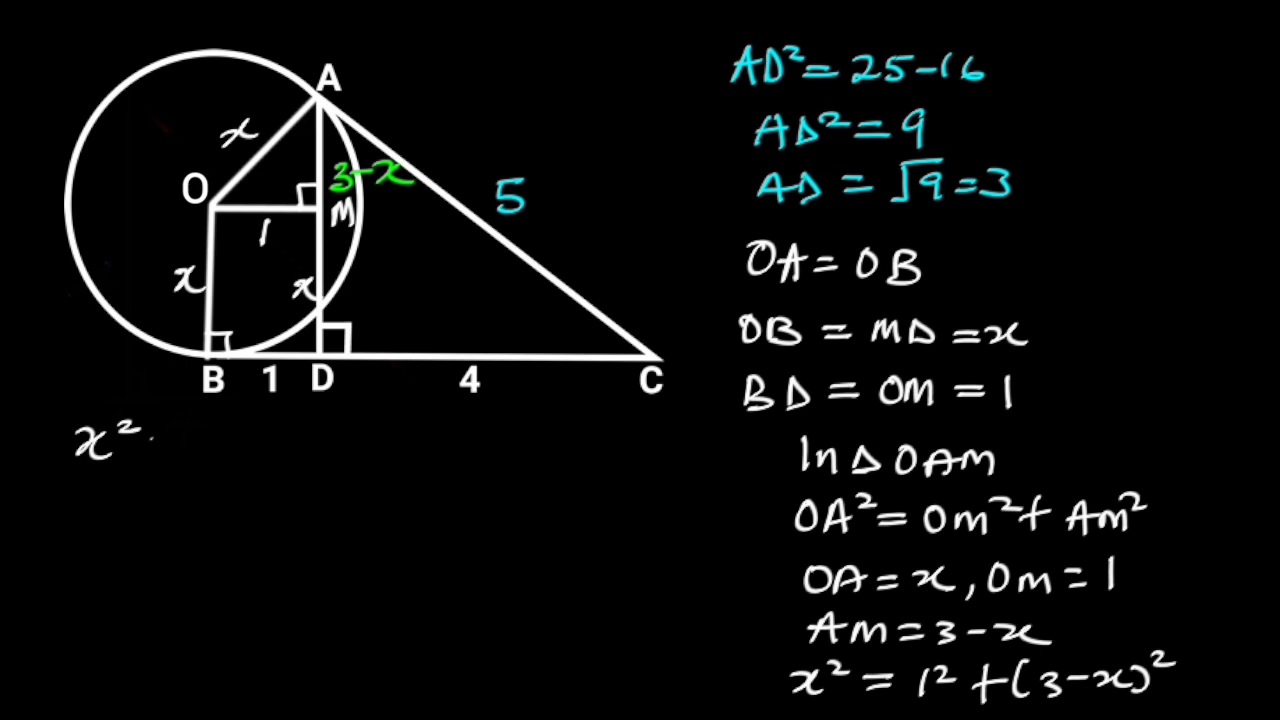 A
x
3-x
O
M
5
1
x
x
B 1 D 4 C
x².
AD² = 25-16
AD² = 9
AD = √9 = 3
OA = OB
OB = MD = x
BD = OM = 1
In Δ OAM
OA² = OM² + AM²
OA = x, OM = 1
AM = 3-x
x² = 1² + (3-x)²